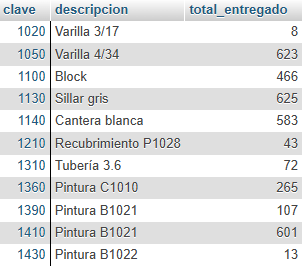 clave descripcion total_entregado
1020 Varilla 3/17 8
1050 Varilla 4/34 623
1100 Block 466
1130 Sillar gris 625
1140 Cantera blanca 583
1210 Recubrimiento P1028 43
1310 Tubería 3.6 72
1360 Pintura C1010 265
1390 Pintura B1021 107
1410 Pintura B1021 601
1430 Pintura B1022 13